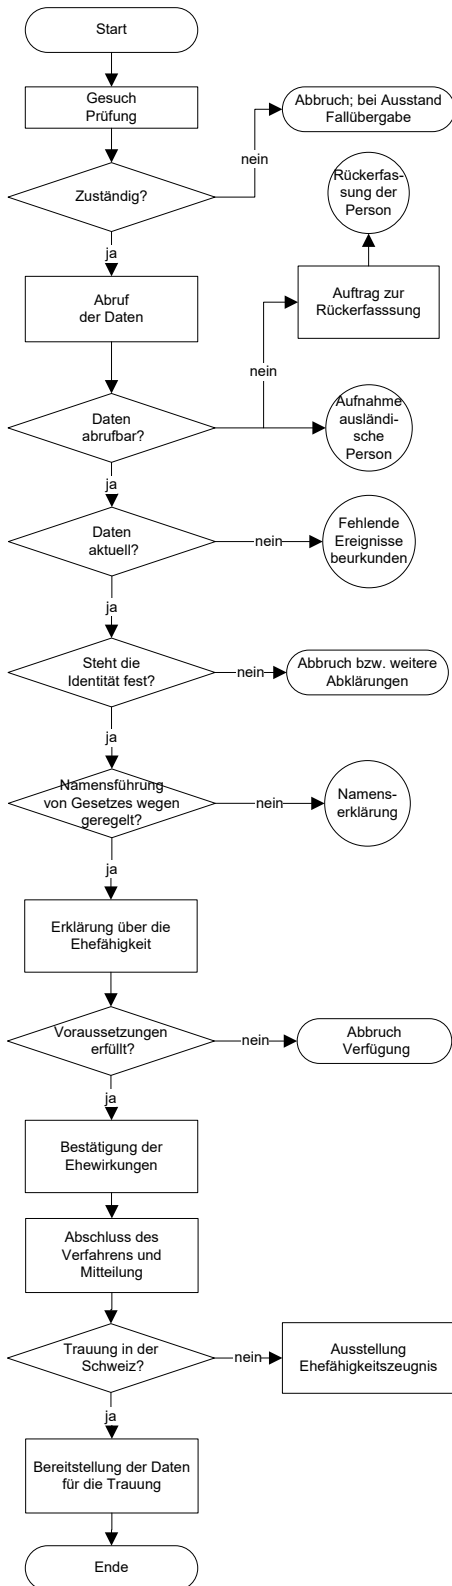 Start
Gesuch
Prüfung
Abbruch; bei Ausstand
Fallübergabe
nein
Zuständig?
Rückerfas-
sung der
Person
ja
Abruf
der Daten
Auftrag zur
Rückerfasssung
nein
Daten
abrufbar?
Aufnahme
ausländi-
sche
Person
ja
Daten
aktuell?
nein
Fehlende
Ereignisse
beurkunden
ja
Steht die
Identität fest?
nein
Abbruch bzw. weitere
Abklärungen
ja
Namensführung
von Gesetzes wegen
geregelt?
nein
Namens-
erklärung
ja
Erklärung über die
Ehefähigkeit
Voraussetzungen
erfüllt?
nein
Abbruch
Verfügung
ja
Bestätigung der
Ehewirkungen
Abschluss des
Verfahrens und
Mitteilung
Trauung in der
Schweiz?
nein
Ausstellung
Ehefähigkeitszeugnis
ja
Bereitstellung der Daten
für die Trauung
Ende